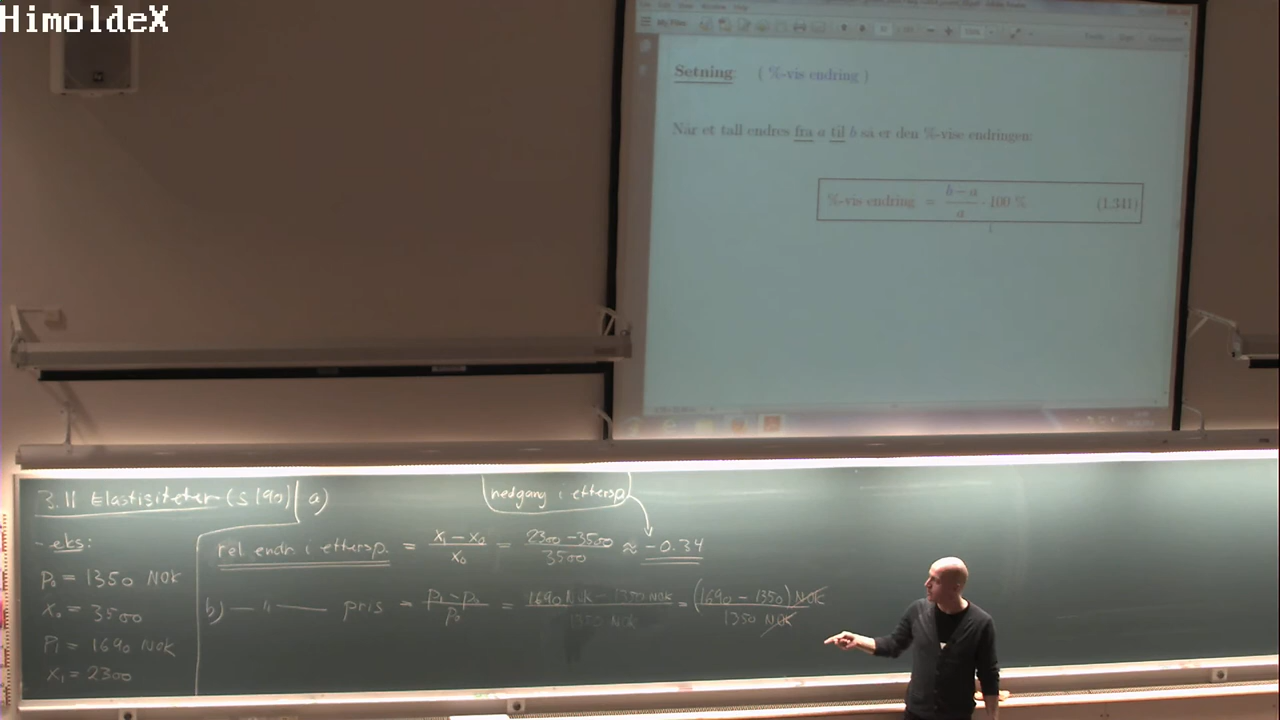 HimoldeX
My Files
Setning: ( %-vis endring )
Når et tall endres fra a til b så er den %-vise endringen:
%-vis endring = b − a / a · 100 % (1.341)
3.11 Elastisiteter (s 190) a)
nedgang i ettersp.
- eks:
rel. endr. i ettersp. = x₁ − x₀ / x₀ = 2300 − 3500 / 3500 ≈ −0.34
p₀ = 1350 NOK
b) — " — pris = p₁ − p₀ / p₀ = 1690 NOK − 1350 NOK / 1350 NOK = (1690 − 1350) NOK / 1350 NOK
x₀ = 3500
p₁ = 1690 NOK
x₁ = 2300